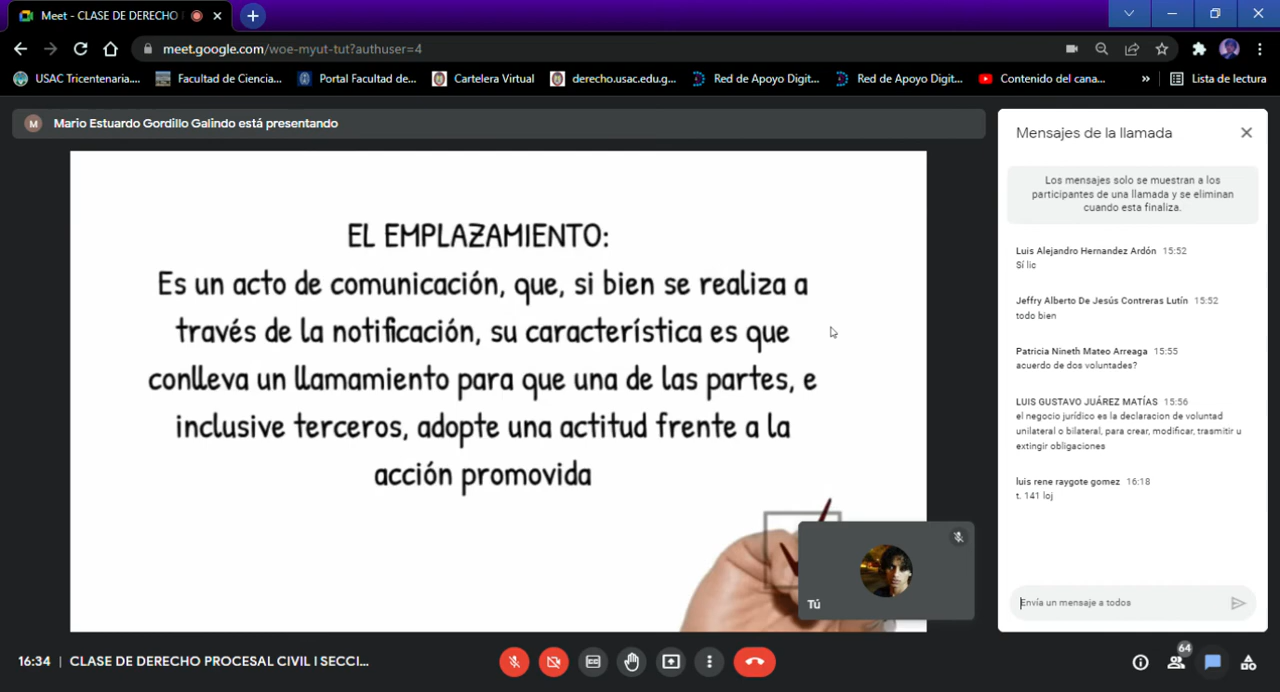 Meet - CLASE DE DERECHO
meet.google.com/woe-myut-tut?authuser=4
USAC Tricentenaria....
Facultad de Ciencia...
Portal Facultad de...
Cartelera Virtual
derecho.usac.edu.g...
Red de Apoyo Digit...
Red de Apoyo Digit...
Contenido del cana...
»
Lista de lectura
M
Mario Estuardo Gordillo Galindo está presentando
EL EMPLAZAMIENTO:
Es un acto de comunicación, que, si bien se realiza a
través de la notificación, su característica es que
conlleva un llamamiento para que una de las partes, e
inclusive terceros, adopte una actitud frente a la
acción promovida
Tú
Mensajes de la llamada
Los mensajes solo se muestran a los
participantes de una llamada y se eliminan
cuando esta finaliza.
Luis Alejandro Hernandez Ardón 15:52
Sí lic
Jeffry Alberto De Jesús Contreras Lutín 15:52
todo bien
Patricia Nineth Mateo Arreaga 15:55
acuerdo de dos voluntades?
LUIS GUSTAVO JUÁREZ MATÍAS 15:56
el negocio jurídico es la declaracion de voluntad
unilateral o bilateral, para crear, modificar, trasmitir u
extingir obligaciones
luis rene raygote gomez 16:18
t. 141 loj
Envía un mensaje a todos
16:34 | CLASE DE DERECHO PROCESAL CIVIL I SECCI...
64